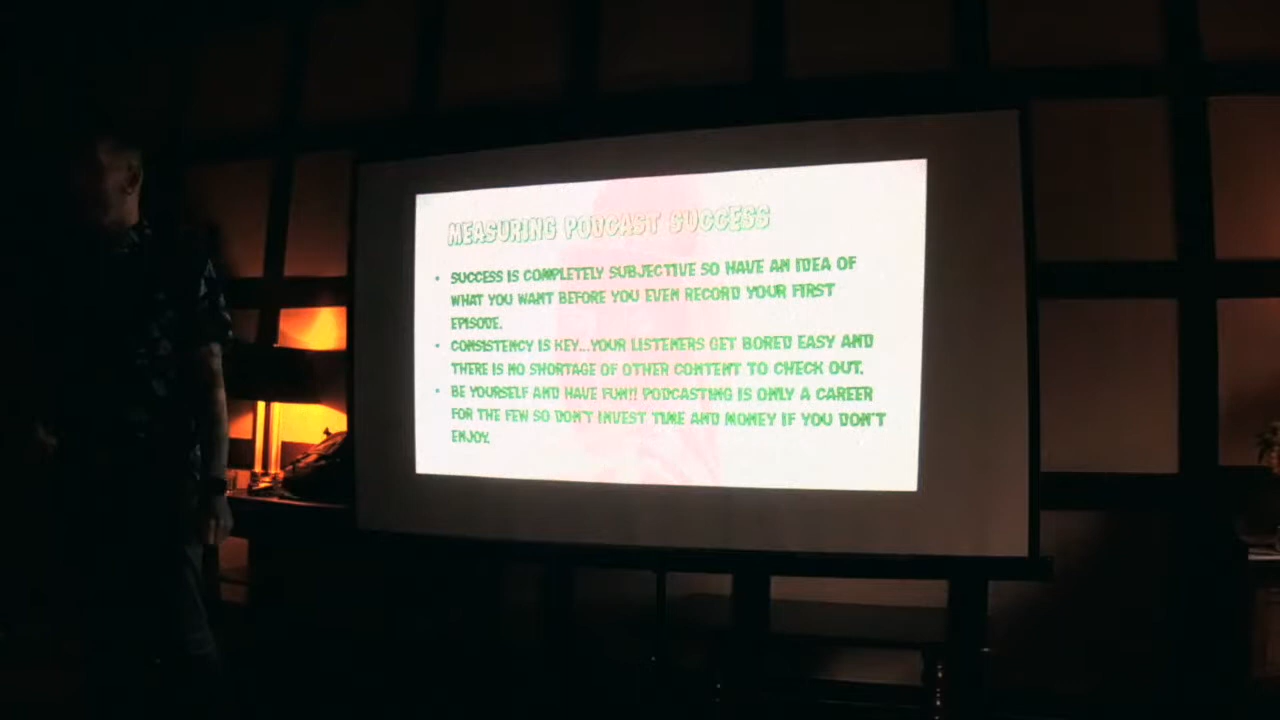 MEASURING PODCAST SUCCESS
• SUCCESS IS COMPLETELY SUBJECTIVE SO HAVE AN IDEA OF
WHAT YOU WANT BEFORE YOU EVEN RECORD YOUR FIRST
EPISODE.
• CONSISTENCY IS KEY...YOUR LISTENERS GET BORED EASY AND
THERE IS NO SHORTAGE OF OTHER CONTENT TO CHECK OUT.
• BE YOURSELF AND HAVE FUN!! PODCASTING IS ONLY A CAREER
FOR THE FEW SO DON'T INVEST TIME AND MONEY IF YOU DON'T
ENJOY.